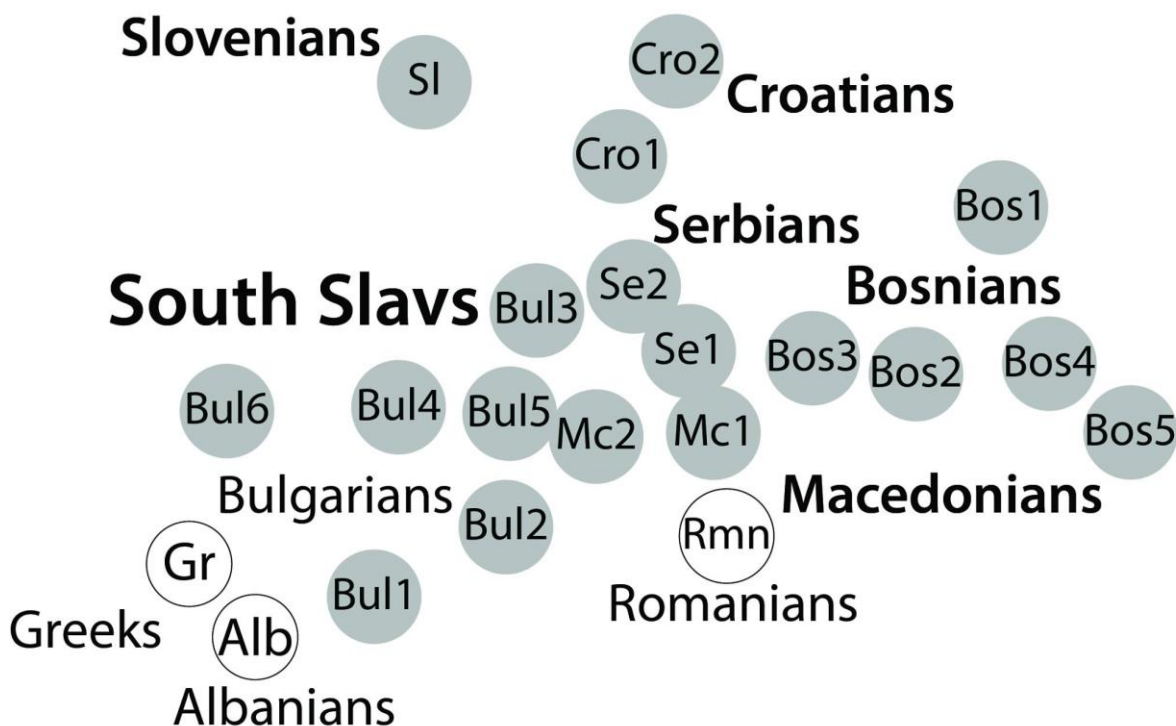 Slovenians
Sl
Cro2
Croatians
Cro1
Bos1
Serbians
Se2
Bosnians
South Slavs
Bul3
Se1
Bos3
Bos2
Bos4
Bul6
Bul4
Bul5
Mc2
Mc1
Bos5
Bulgarians
Macedonians
Bul2
Rmn
Gr
Bul1
Romanians
Greeks
Alb
Albanians